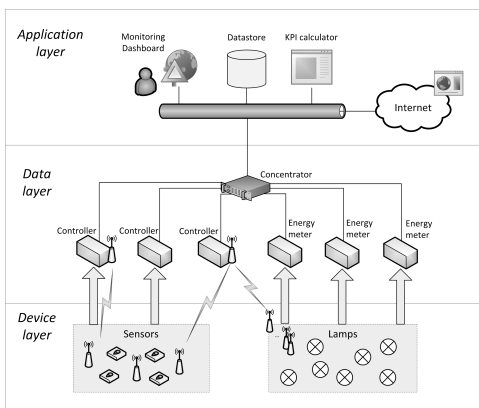 Application
layer
Monitoring
Dashboard
Datastore
KPI calculator
Internet
Data
layer
Concentrator
Controller
Controller
Controller
Energy
meter
Energy
meter
Energy
meter
Device
layer
Sensors
Lamps
..